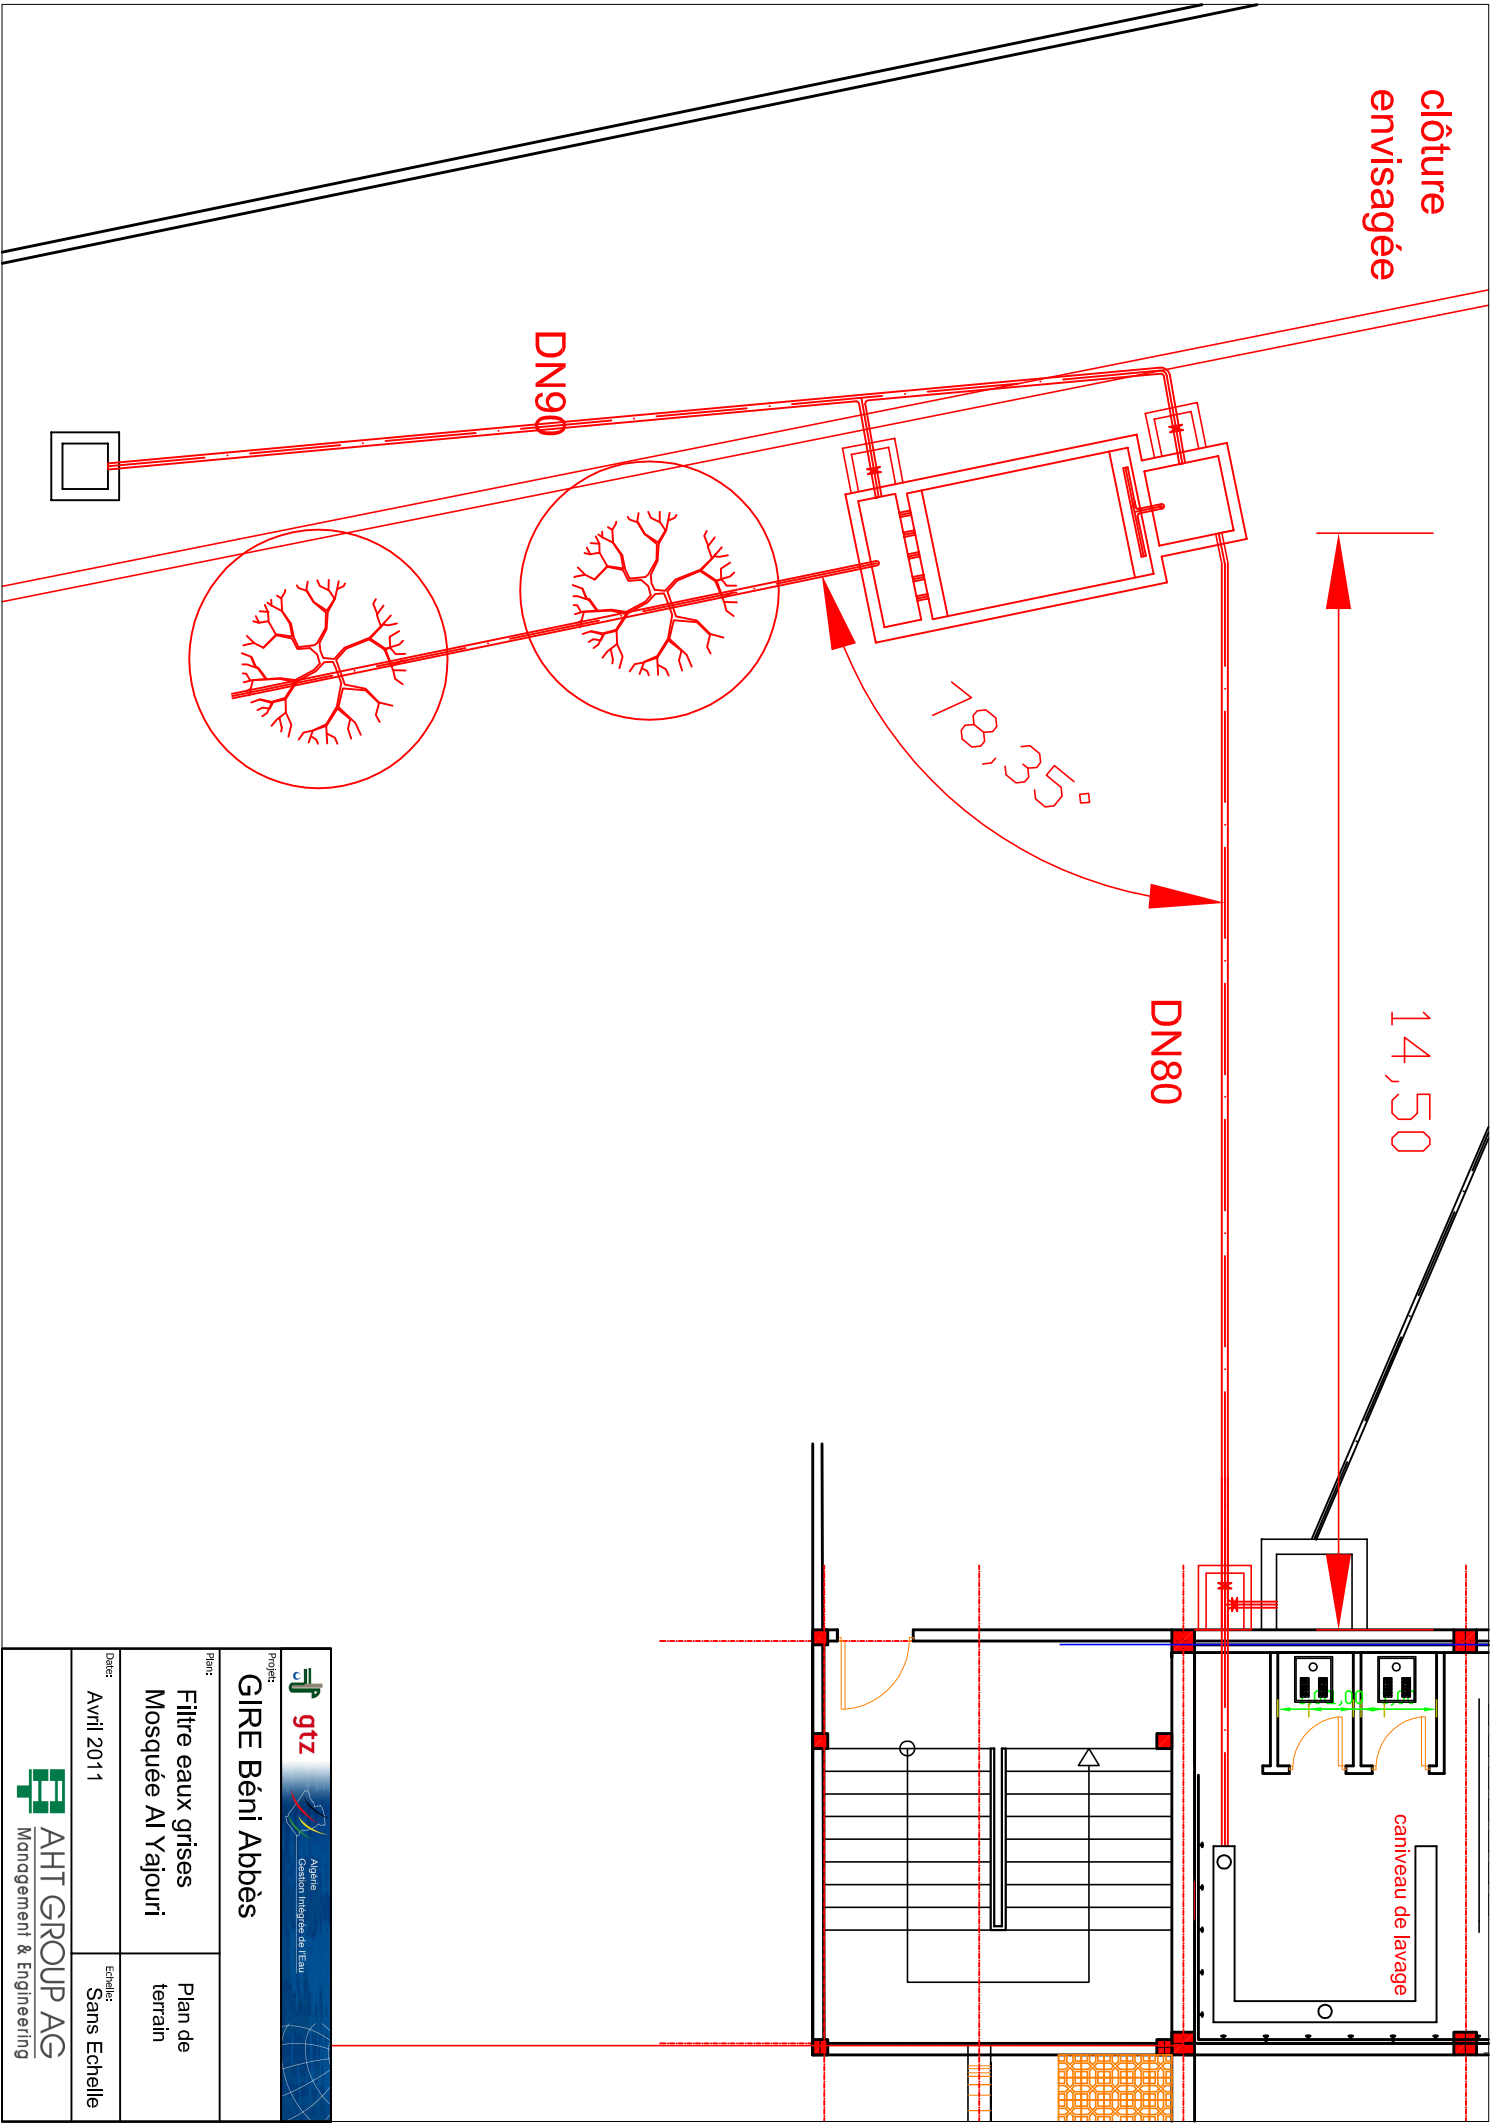 clôture
envisagée
14,50
DN90
78,35°
DN80
caniveau de lavage
gtz
Algérie
Gestion Intégrée de l'Eau
Projet:
GIRE Béni Abbès
Plan:
Filtre eaux grises
Mosquée Al Yajouri
Plan de
terrain
Date:
Avril 2011
Echelle:
Sans Echelle
AHT GROUP AG
Management & Engineering